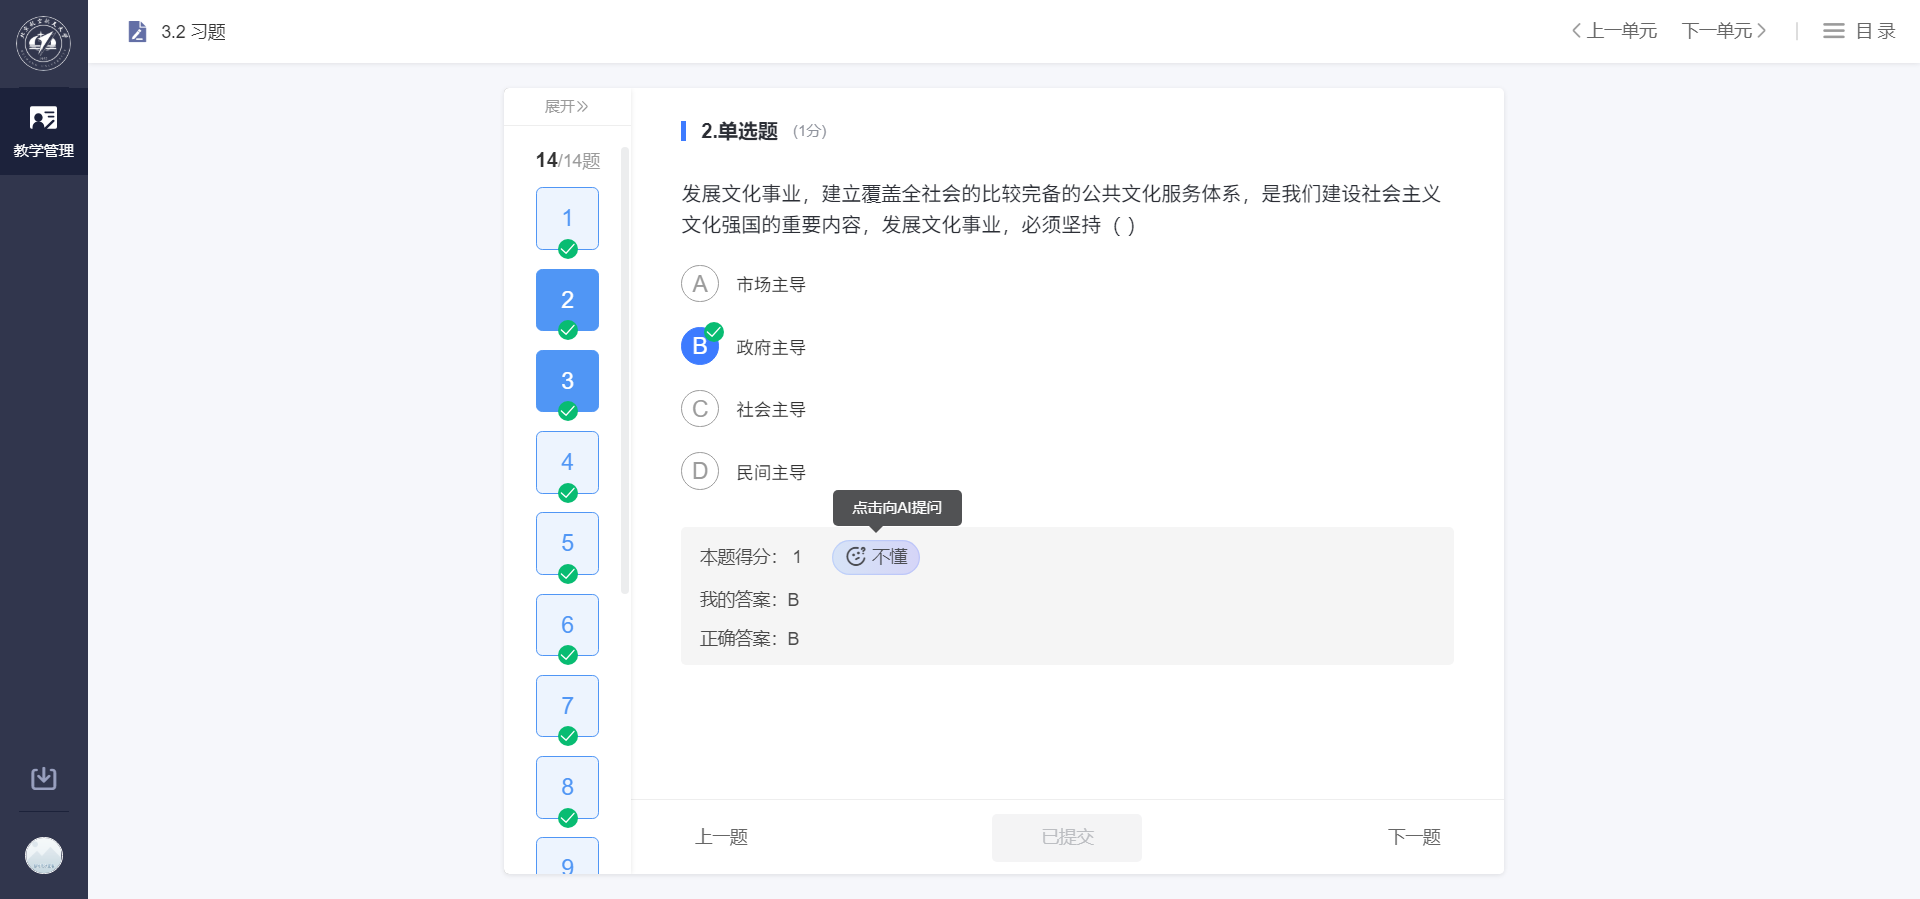 3.2 习题
上一单元
下一单元
目录
教学管理
展开
14/14题
1
2
3
4
5
6
7
8
9
2.单选题 (1分)
发展文化事业，建立覆盖全社会的比较完备的公共文化服务体系，是我们建设社会主义
文化强国的重要内容，发展文化事业，必须坚持（ ）
A 市场主导
B 政府主导
C 社会主导
D 民间主导
点击向AI提问
本题得分： 1 不懂
我的答案：B
正确答案：B
上一题
已提交
下一题